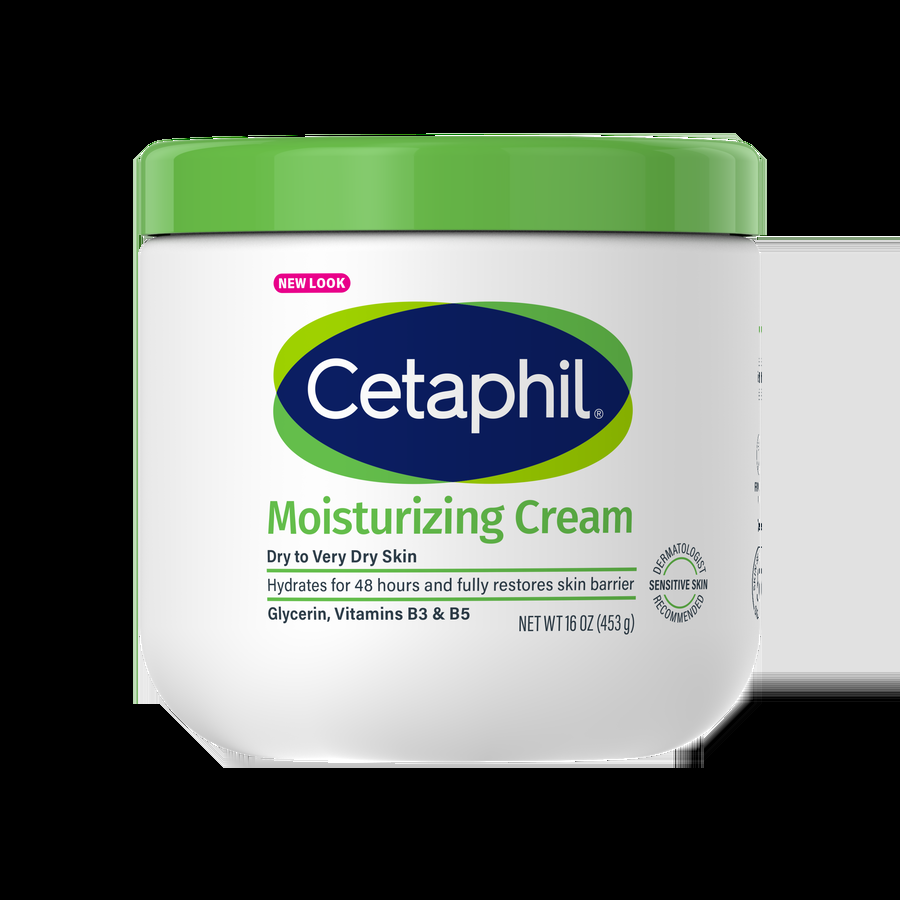 NEW LOOK
Cetaphil®
Moisturizing Cream
Dry to Very Dry Skin
Hydrates for 48 hours and fully restores skin barrier
Glycerin, Vitamins B3 & B5
NET WT 16 OZ (453 g)
DERMATOLOGIST
SENSITIVE SKIN
RECOMMENDED